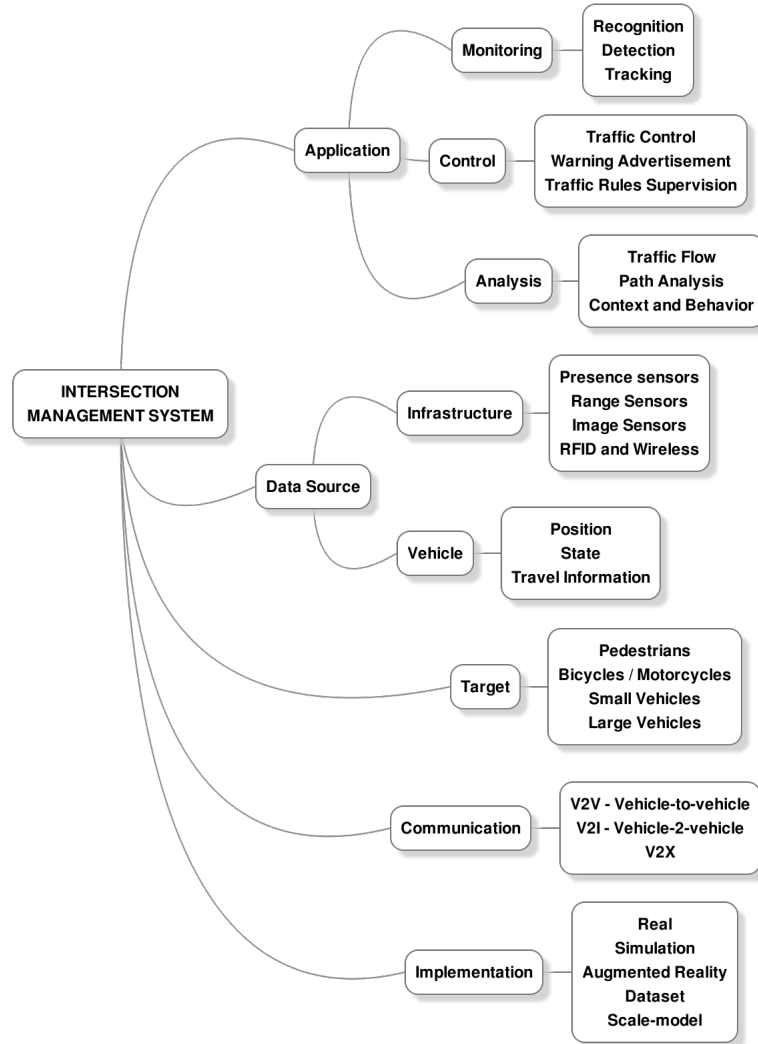 Recognition
Detection
Tracking
Monitoring
Application
Control
Traffic Control
Warning Advertisement
Traffic Rules Supervision
Analysis
Traffic Flow
Path Analysis
Context and Behavior
INTERSECTION
MANAGEMENT SYSTEM
Data Source
Infrastructure
Presence sensors
Range Sensors
Image Sensors
RFID and Wireless
Vehicle
Position
State
Travel Information
Target
Pedestrians
Bicycles / Motorcycles
Small Vehicles
Large Vehicles
Communication
V2V - Vehicle-to-vehicle
V2I - Vehicle-2-vehicle
V2X
Implementation
Real
Simulation
Augmented Reality
Dataset
Scale-model